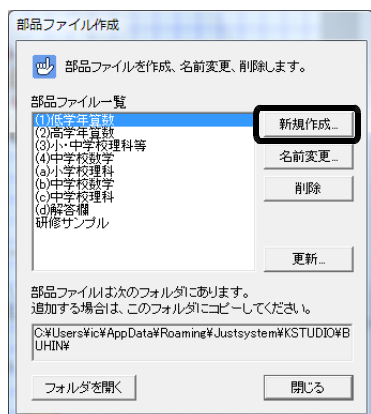 部品ファイル作成
部品ファイルを作成、名前変更、削除します。
部品ファイル一覧
(1)低学年算数
(2)高学年算数
(3)小・中学校理科等
(4)中学校数学
(a)小学校理科
(b)中学校数学
(c)中学校理科
(d)解答欄
研修サンプル
新規作成...
名前変更...
削除
更新...
部品ファイルは次のフォルダにあります。
追加する場合は、このフォルダにコピーしてください。
C:¥Users¥ic¥AppData¥Roaming¥Justsystem¥KSTUDIO¥B
UHIN¥
フォルダを開く
閉じる